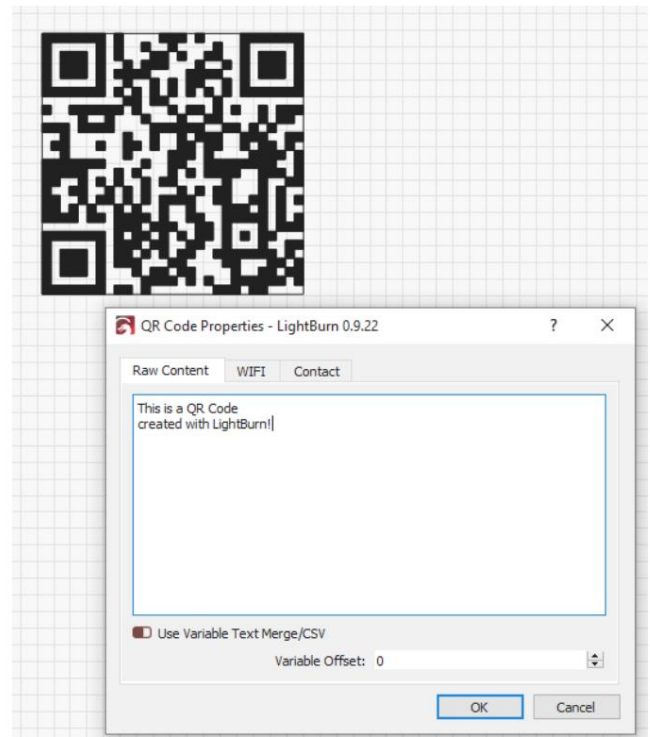 QR Code Properties - LightBurn 0.9.22
Raw Content WIFI Contact
This is a QR Code
created with LightBurn!
Use Variable Text Merge/CSV
Variable Offset: 0
OK Cancel